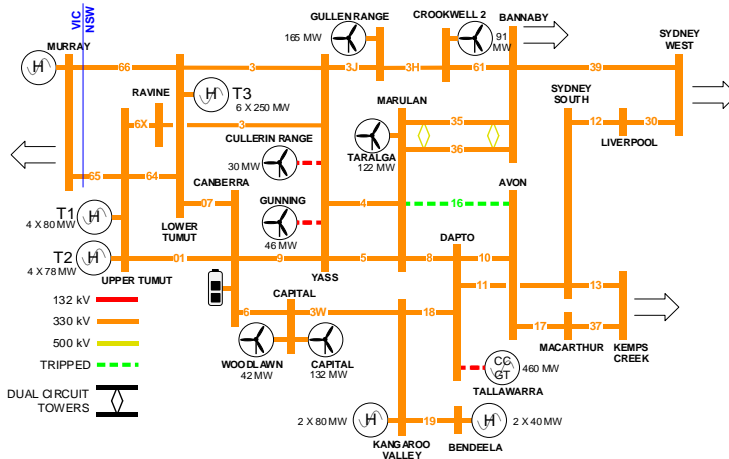 VIC
NSW
MURRAY
66
3
RAVINE
T3
6 X 250 MW
6X
3
65
64
T1
4 X 80 MW
T2
4 X 78 MW
UPPER TUMUT
LOWER
TUMUT
07
01
CANBERRA
CULLERIN RANGE
30 MW
GUNNING
46 MW
9
YASS
GULLEN RANGE
165 MW
3J
3H
CROOKWELL 2
91
MW
61
BANNABY
39
SYDNEY
WEST
MARULAN
35
36
TARALGA
122 MW
4
16
5
8
SYDNEY
SOUTH
12
30
LIVERPOOL
AVON
DAPTO
10
11
13
17
37
MACARTHUR
KEMPS
CREEK
CAPITAL
6
3W
18
WOODLAWN
42 MW
CAPITAL
132 MW
CC
GT
460 MW
TALLAWARRA
2 X 80 MW
19
KANGAROO
VALLEY
BENDEELA
2 X 40 MW
132 kV
330 kV
500 kV
TRIPPED
DUAL CIRCUIT
TOWERS
H
H
H
H
H
H